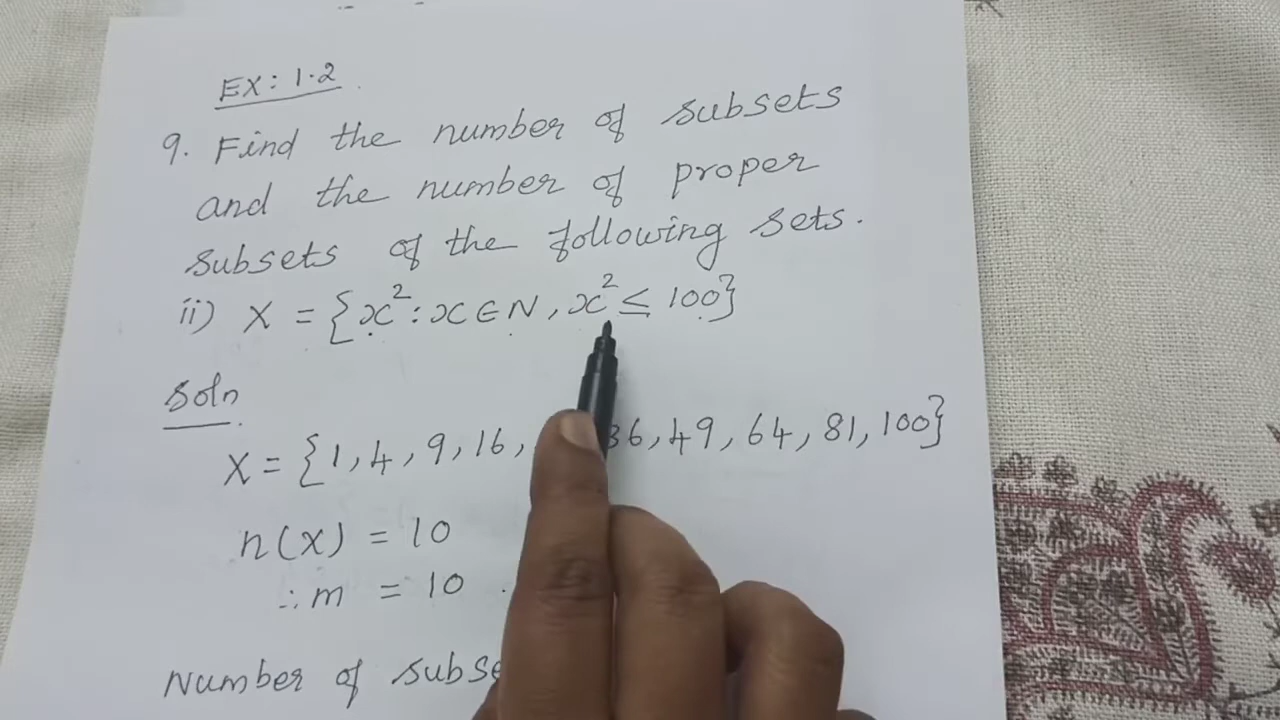 EX: 1.2
9. Find the number of subsets
and the number of proper
subsets of the following sets.
ii) X = {x² : x ∈ N, x² ≤ 100}
Soln
X = {1, 4, 9, 16, 36, 49, 64, 81, 100}
n(X) = 10
∴ m = 10
Number of